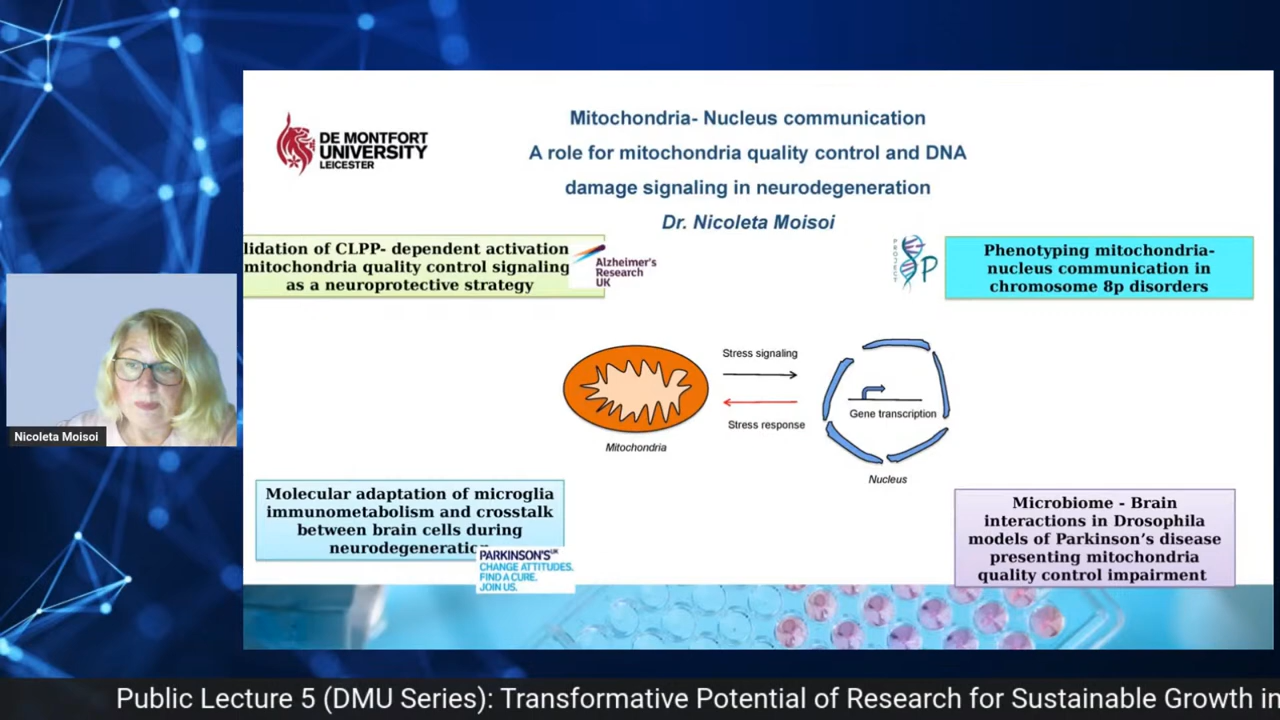 DE MONTFORT
UNIVERSITY
LEICESTER
Mitochondria- Nucleus communication
A role for mitochondria quality control and DNA
damage signaling in neurodegeneration
Dr. Nicoleta Moisoi
of CLPP- dependent activation
mitochondria quality control signaling
as a neuroprotective strategy
Alzheimer's
Research
UK
PROJECT
8p
Phenotyping mitochondria-
nucleus communication in
chromosome 8p disorders
Stress signaling
Stress response
Mitochondria
Gene transcription
Nucleus
Nicoleta Moisoi
Molecular adaptation of microglia
immunometabolism and crosstalk
between brain cells during
PARKINSON'S UK
CHANGE ATTITUDES.
FIND A CURE.
JOIN US.
Microbiome - Brain
interactions in Drosophila
models of Parkinson’s disease
presenting mitochondria
quality control impairment
Public Lecture 5 (DMU Series): Transformative Potential of Research for Sustainable Growth in